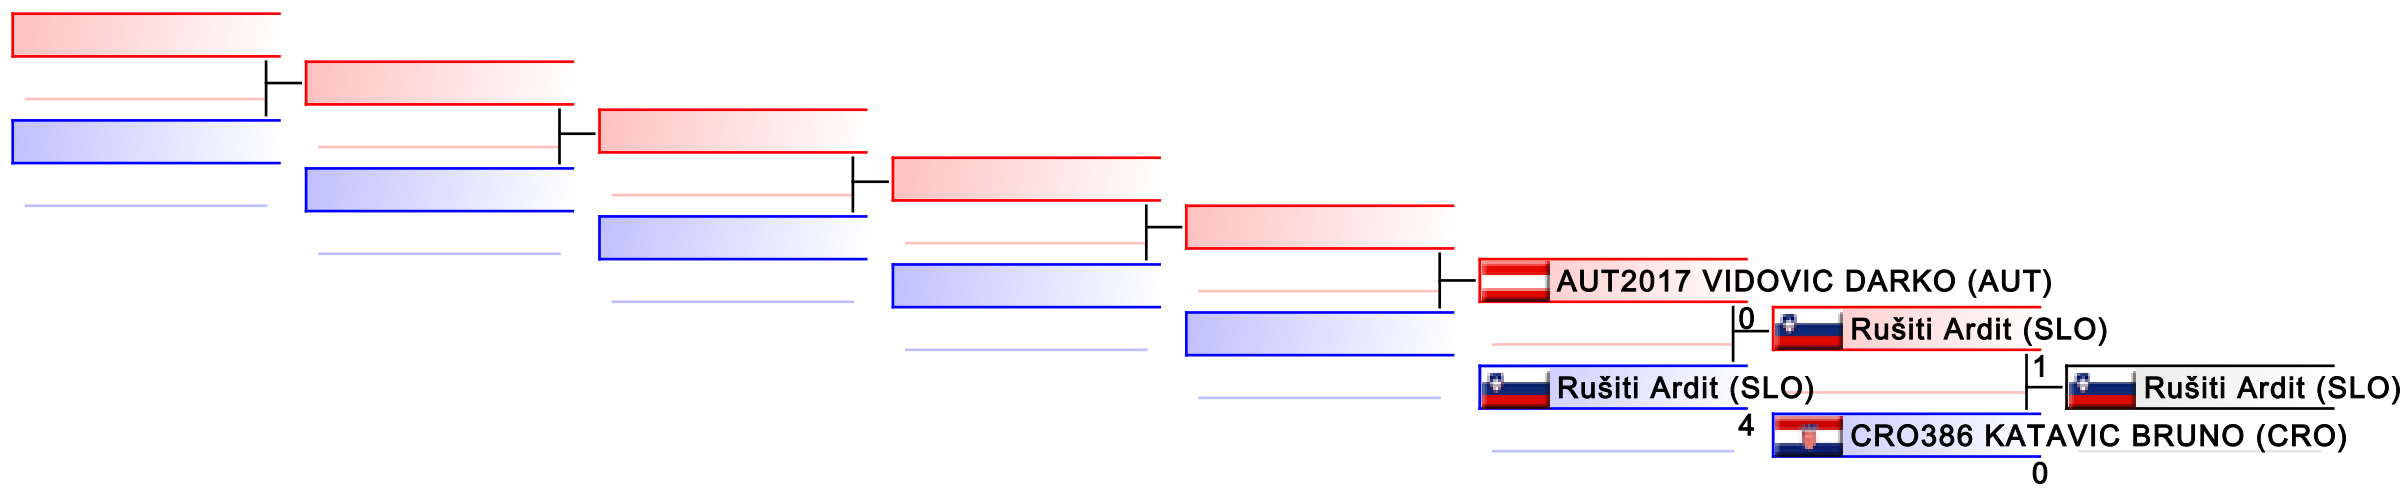 AUT2017 VIDOVIC DARKO (AUT)
0
Rušiti Ardit (SLO)
4
Rušiti Ardit (SLO)
1
CRO386 KATAVIC BRUNO (CRO)
0
Rušiti Ardit (SLO)